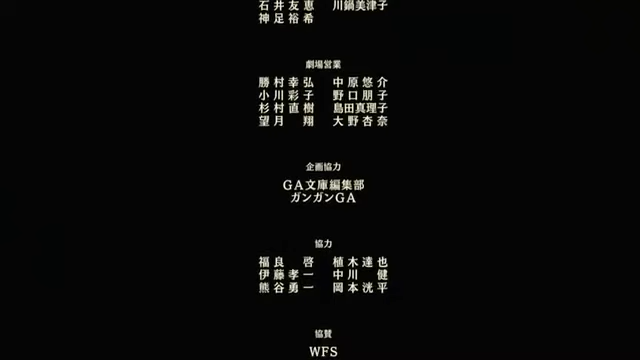 石井友恵 川鍋美津子
神足裕希
劇場営業
勝村幸弘 中原悠介
小川彩子 野口朋子
杉村直樹 島田真理子
望月 翔 大野杏奈
企画協力
GA文庫編集部
ガンガンGA
協力
福良 啓 植木達也
伊藤孝一 中川 健
熊谷勇一 岡本洸平
協賛
WFS